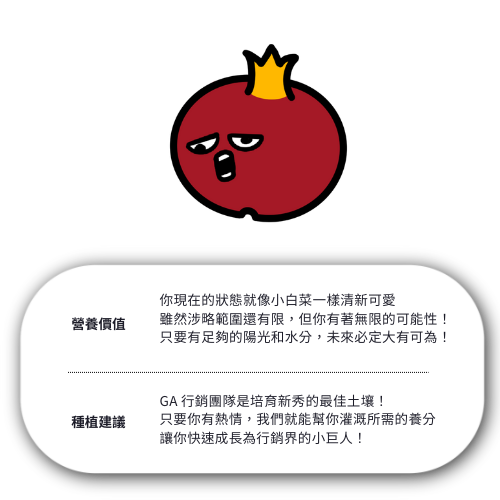 營養價值
你現在的狀態就像小白菜一樣清新可愛
雖然涉略範圍還有限，但你有著無限的可能性！
只要有足夠的陽光和水分，未來必定大有可為！
種植建議
GA 行銷團隊是培育新秀的最佳土壤！
只要你有熱情，我們就能幫你灌溉所需的養分
讓你快速成長為行銷界的小巨人！